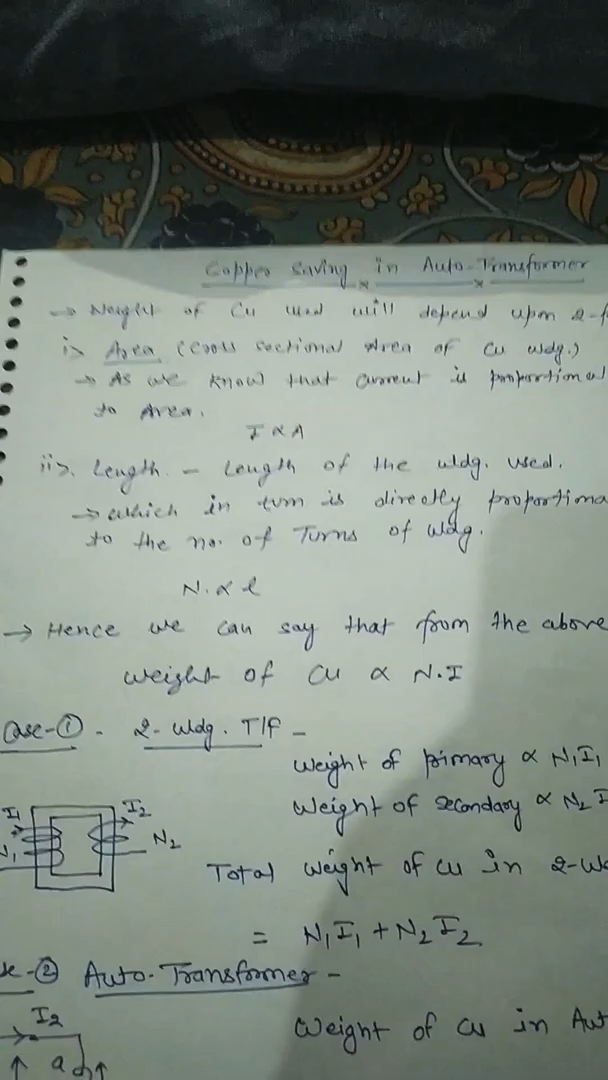 Copper Saving in Auto-Transformer
→ Weight of Cu used will depend upon 2-f
i> Area (Cross sectional Area of Cu wdg.)
→ As we know that current is proportional
to Area.
I ∝ A
ii>. Length - Length of the wdg. used.
→ which in turn is directly proportiona
to the no. of Turns of wdg.
N. ∝ l
→ Hence we can say that from the above
weight of Cu ∝ N.I
Case-① - 2-wdg. T/f -
Weight of primary ∝ N₁I₁
Weight of secondary ∝ N₂ I
I₁ I₂
N₁ N₂
Total weight of Cu in 2-w
= N₁I₁ + N₂I₂
se-② Auto-Transformer -
I₂
Weight of Cu in Aut
a